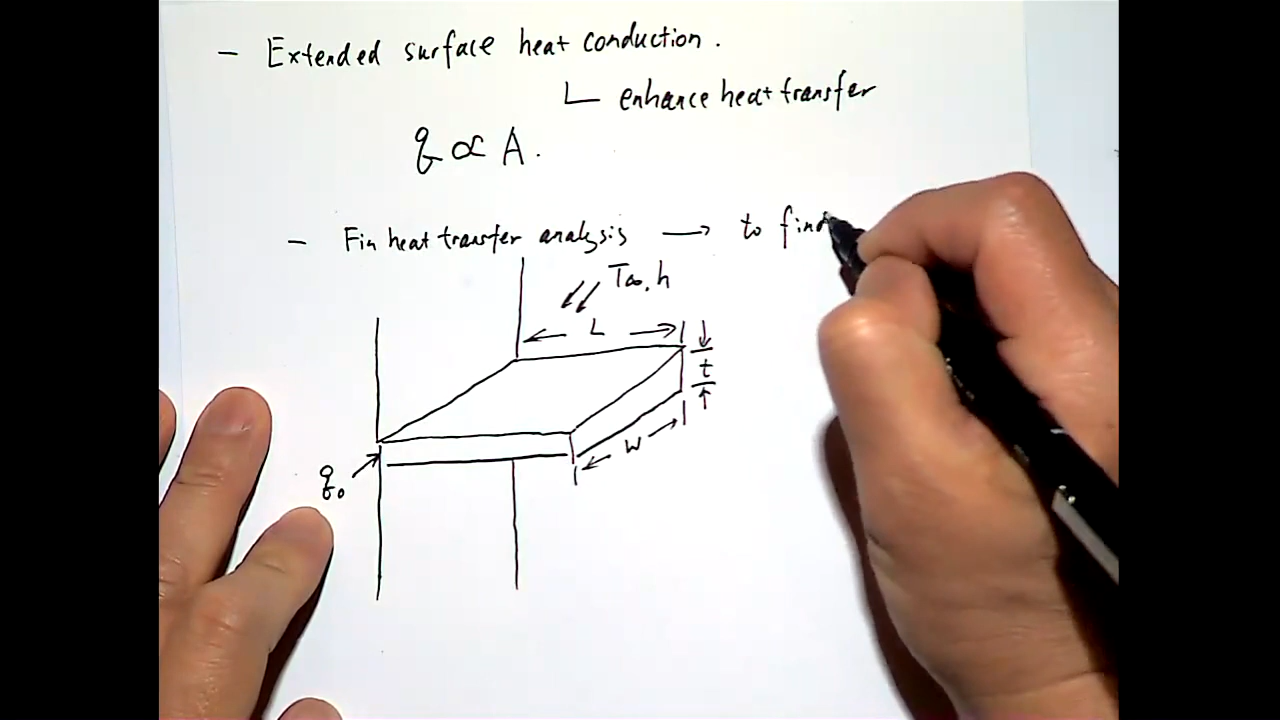 - Extended surface heat conduction.
enhance heat transfer
q ∝ A.
- Fin heat transfer analysis → to find
T∞, h
L
t
w
q₀